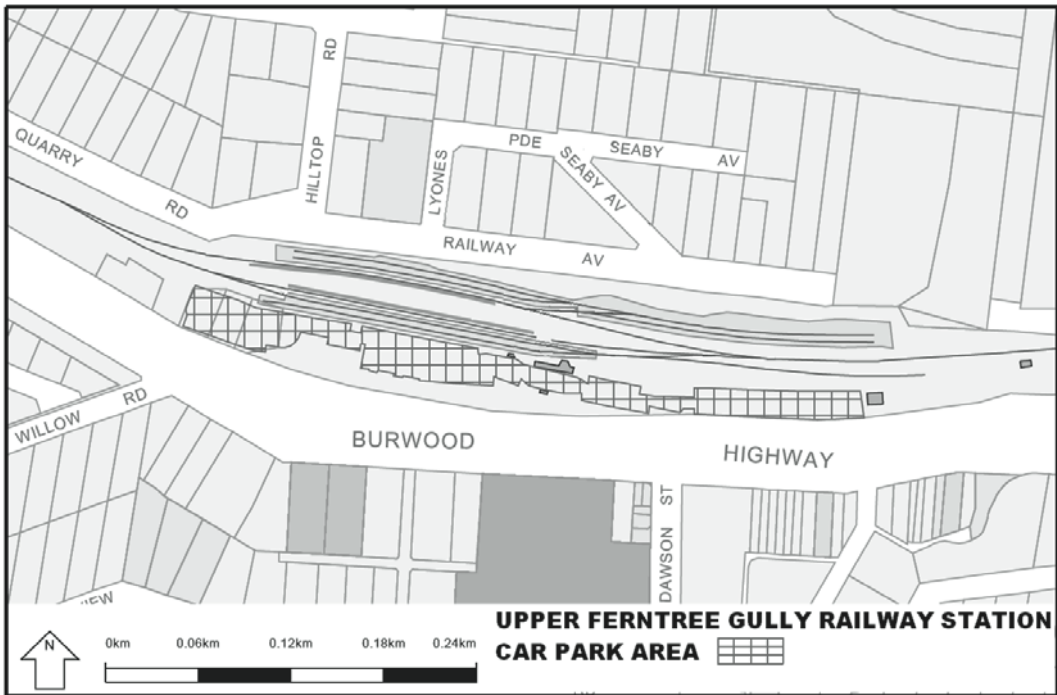 RD
QUARRY
RD
HILLTOP
LYONES
PDE
SEABY
AV
SEABY AV
RAILWAY
AV
WILLOW
RD
BURWOOD
HIGHWAY
DAWSON ST
N
0km 0.06km 0.12km 0.18km 0.24km
UPPER FERNTREE GULLY RAILWAY STATION
CAR PARK AREA